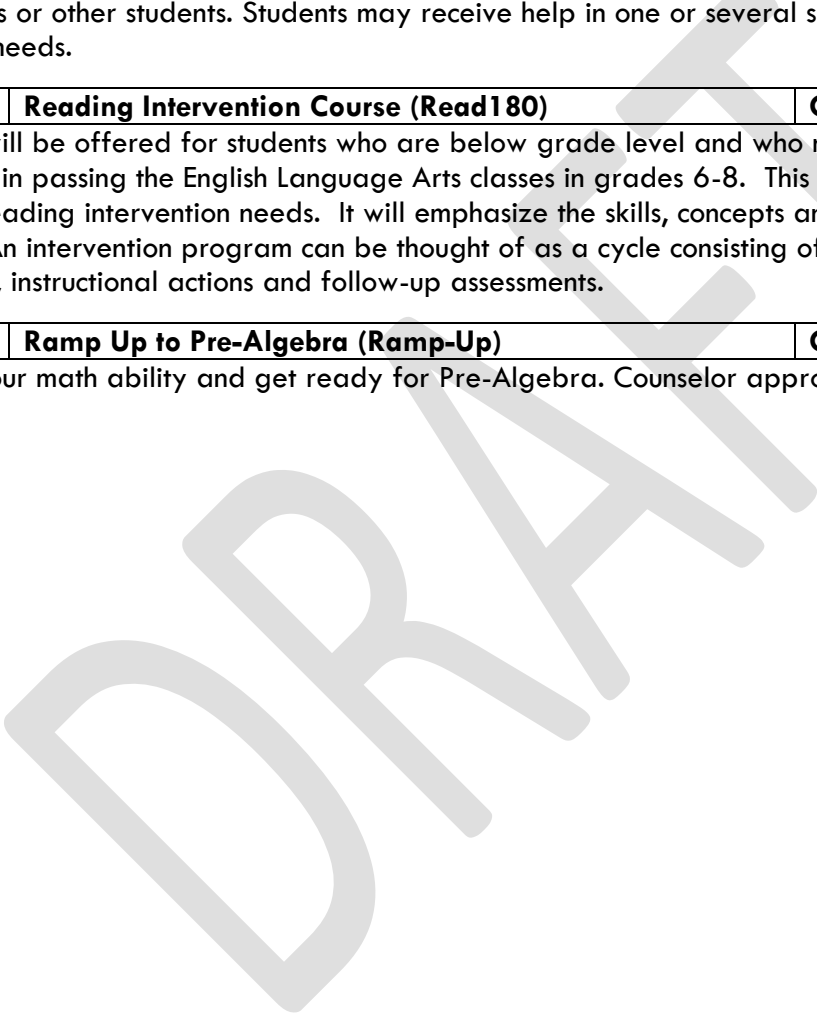 s or other students. Students may receive help in one or several s
needs.
Reading Intervention Course (Read180)
ill be offered for students who are below grade level and who
in passing the English Language Arts classes in grades 6-8. This
eading intervention needs. It will emphasize the skills, concepts
An intervention program can be thought of as a cycle consisting of
, instructional actions and follow-up assessments.
Ramp Up to Pre-Algebra (Ramp-Up)
our math ability and get ready for Pre-Algebra. Counselor appro
DRAFT